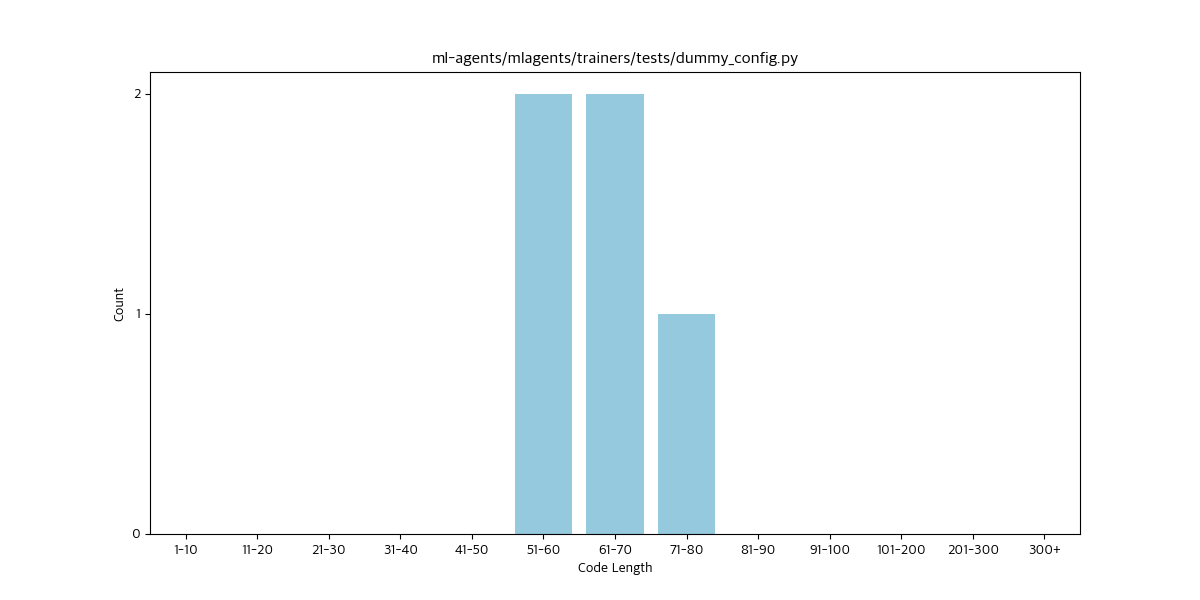 ml-agents/mlagents/trainers/tests/dummy_config.py
2
1
0
Count
1-10 11-20 21-30 31-40 41-50 51-60 61-70 71-80 81-90 91-100 101-200 201-300 300+
Code Length